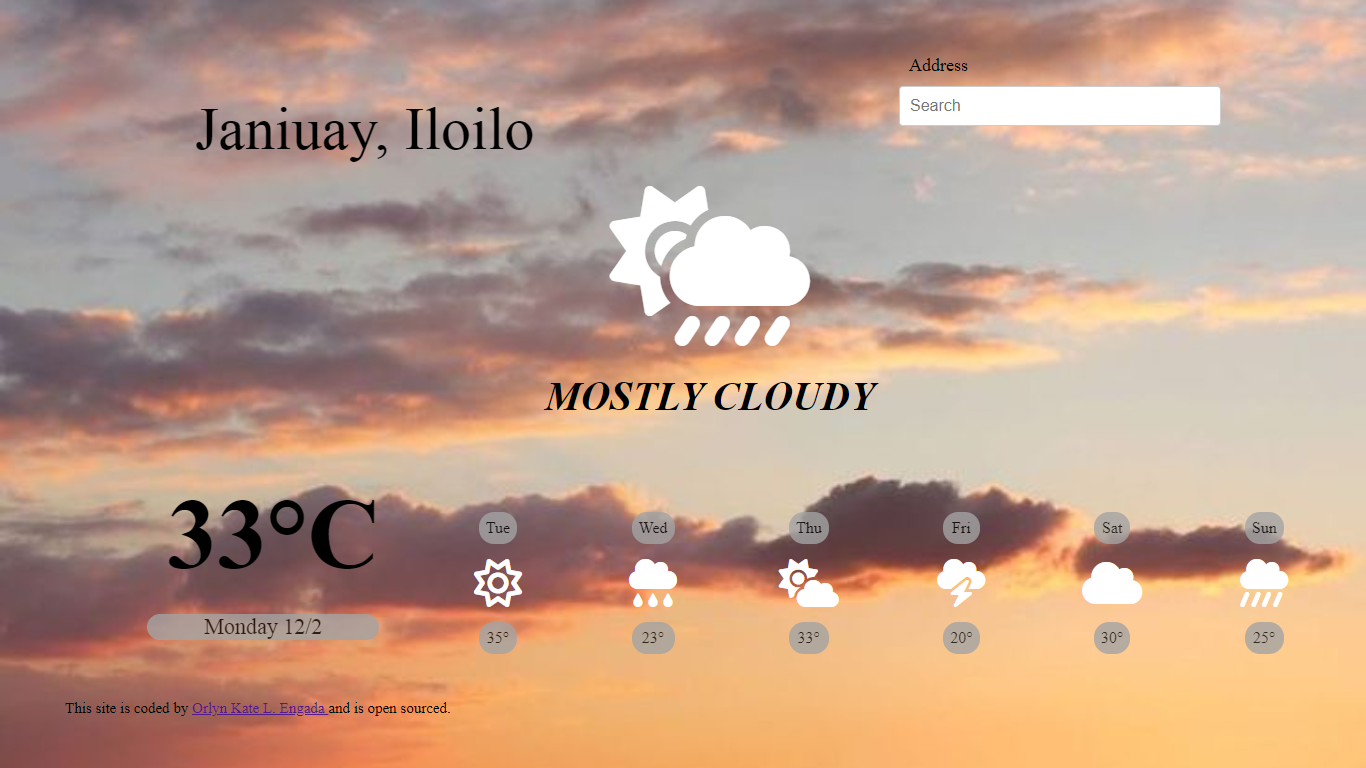 Address
Search
Janiuay, Iloilo
MOSTLY CLOUDY
33°C
Monday 12/2
Tue Wed Thu Fri Sat Sun
35° 23° 33° 20° 30° 25°
This site is coded by Orlyn Kate L. Engada and is open sourced.